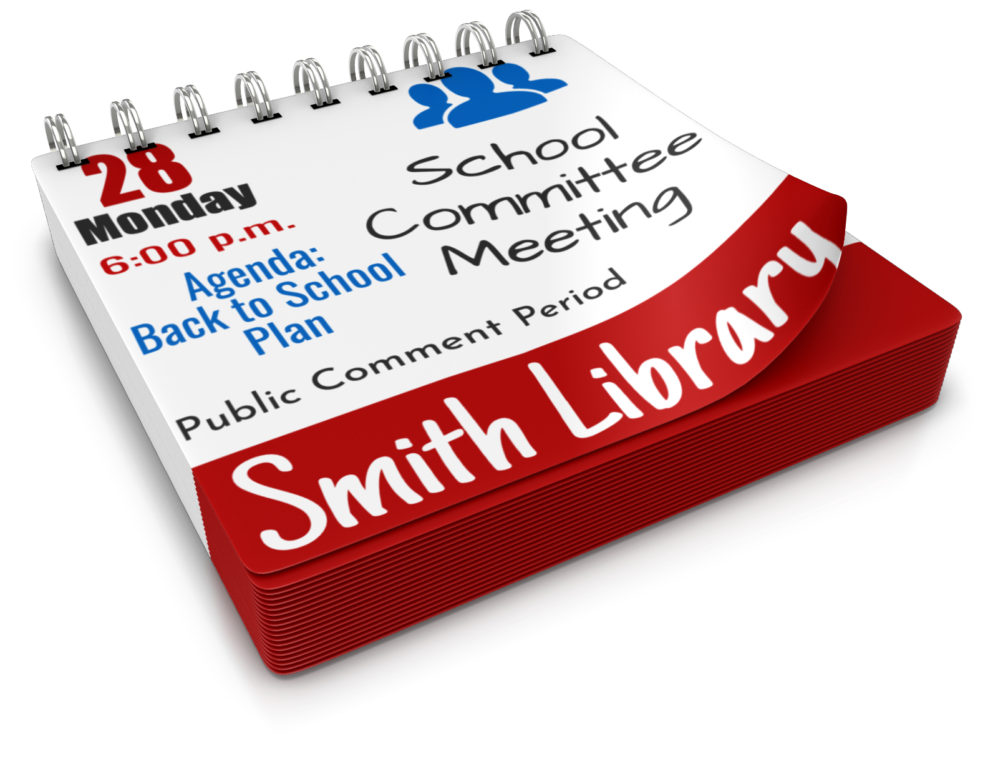 28
Monday
6:00 p.m.
Agenda:
Back to School
Plan
School
Committee
Meeting
Public Comment Period
Smith Library